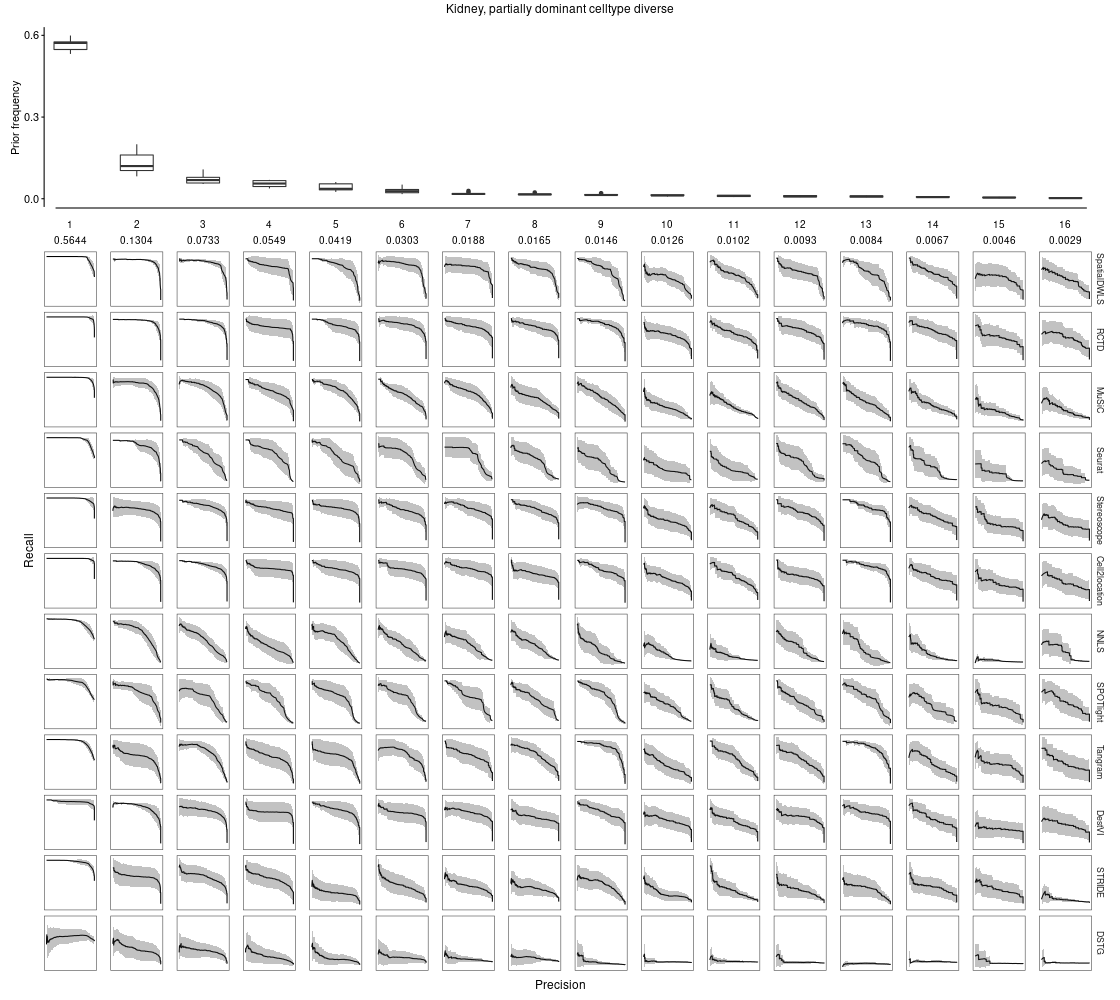 Kidney, partially dominant celltype diverse
Prior frequency
0.6
0.3
0.0
1 2 3 4 5 6 7 8 9 10 11 12 13 14 15 16
0.5644 0.1304 0.0733 0.0549 0.0419 0.0303 0.0188 0.0165 0.0146 0.0126 0.0102 0.0093 0.0084 0.0067 0.0046 0.0029
Recall
SpatialDWLS
RCTD
MuSiC
Seurat
Stereoscope
Cell2location
NNLS
SPOTlight
Tangram
DestVI
STRIDE
DSTG
Precision